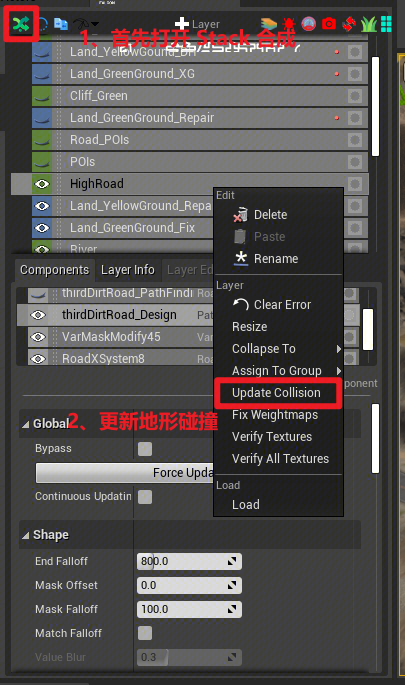 Layer
1、首先打开 Stack 合成
Land_GreenGround_XG
Cliff_Green
Land_GreenGround_Repair
Road_POIs
POIs
HighRoad
Land_YellowGround_Repa
Land_GreenGround_Fix
River
Edit
Delete
Paste
Rename
Layer
Clear Error
Resize
Collapse To
Assign To Group
Update Collision
Fix Weightmaps
Verify Textures
Verify All Textures
Load
Load
Components
Layer Info
Layer Ed
thirdDirtRoad_PathFindi
Ro
thirdDirtRoad_Design
Pat
VarMaskModify45
Va
RoadXSystem8
Ro
ponent
Global
2、更新地形碰撞
Bypass
Force Upda
Continuous Updatin
Shape
End Falloff
800.0
Mask Offset
0.0
Mask Falloff
100.0
Match Falloff
Value Blur
0.3